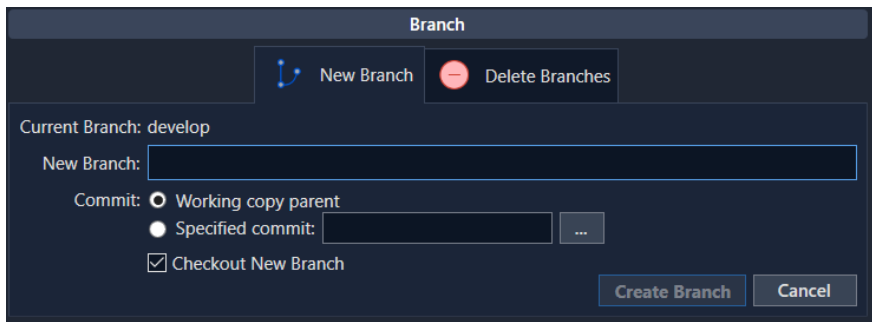 Branch
New Branch Delete Branches
Current Branch: develop
New Branch:
Commit: Working copy parent
Specified commit: ...
Checkout New Branch
Create Branch Cancel